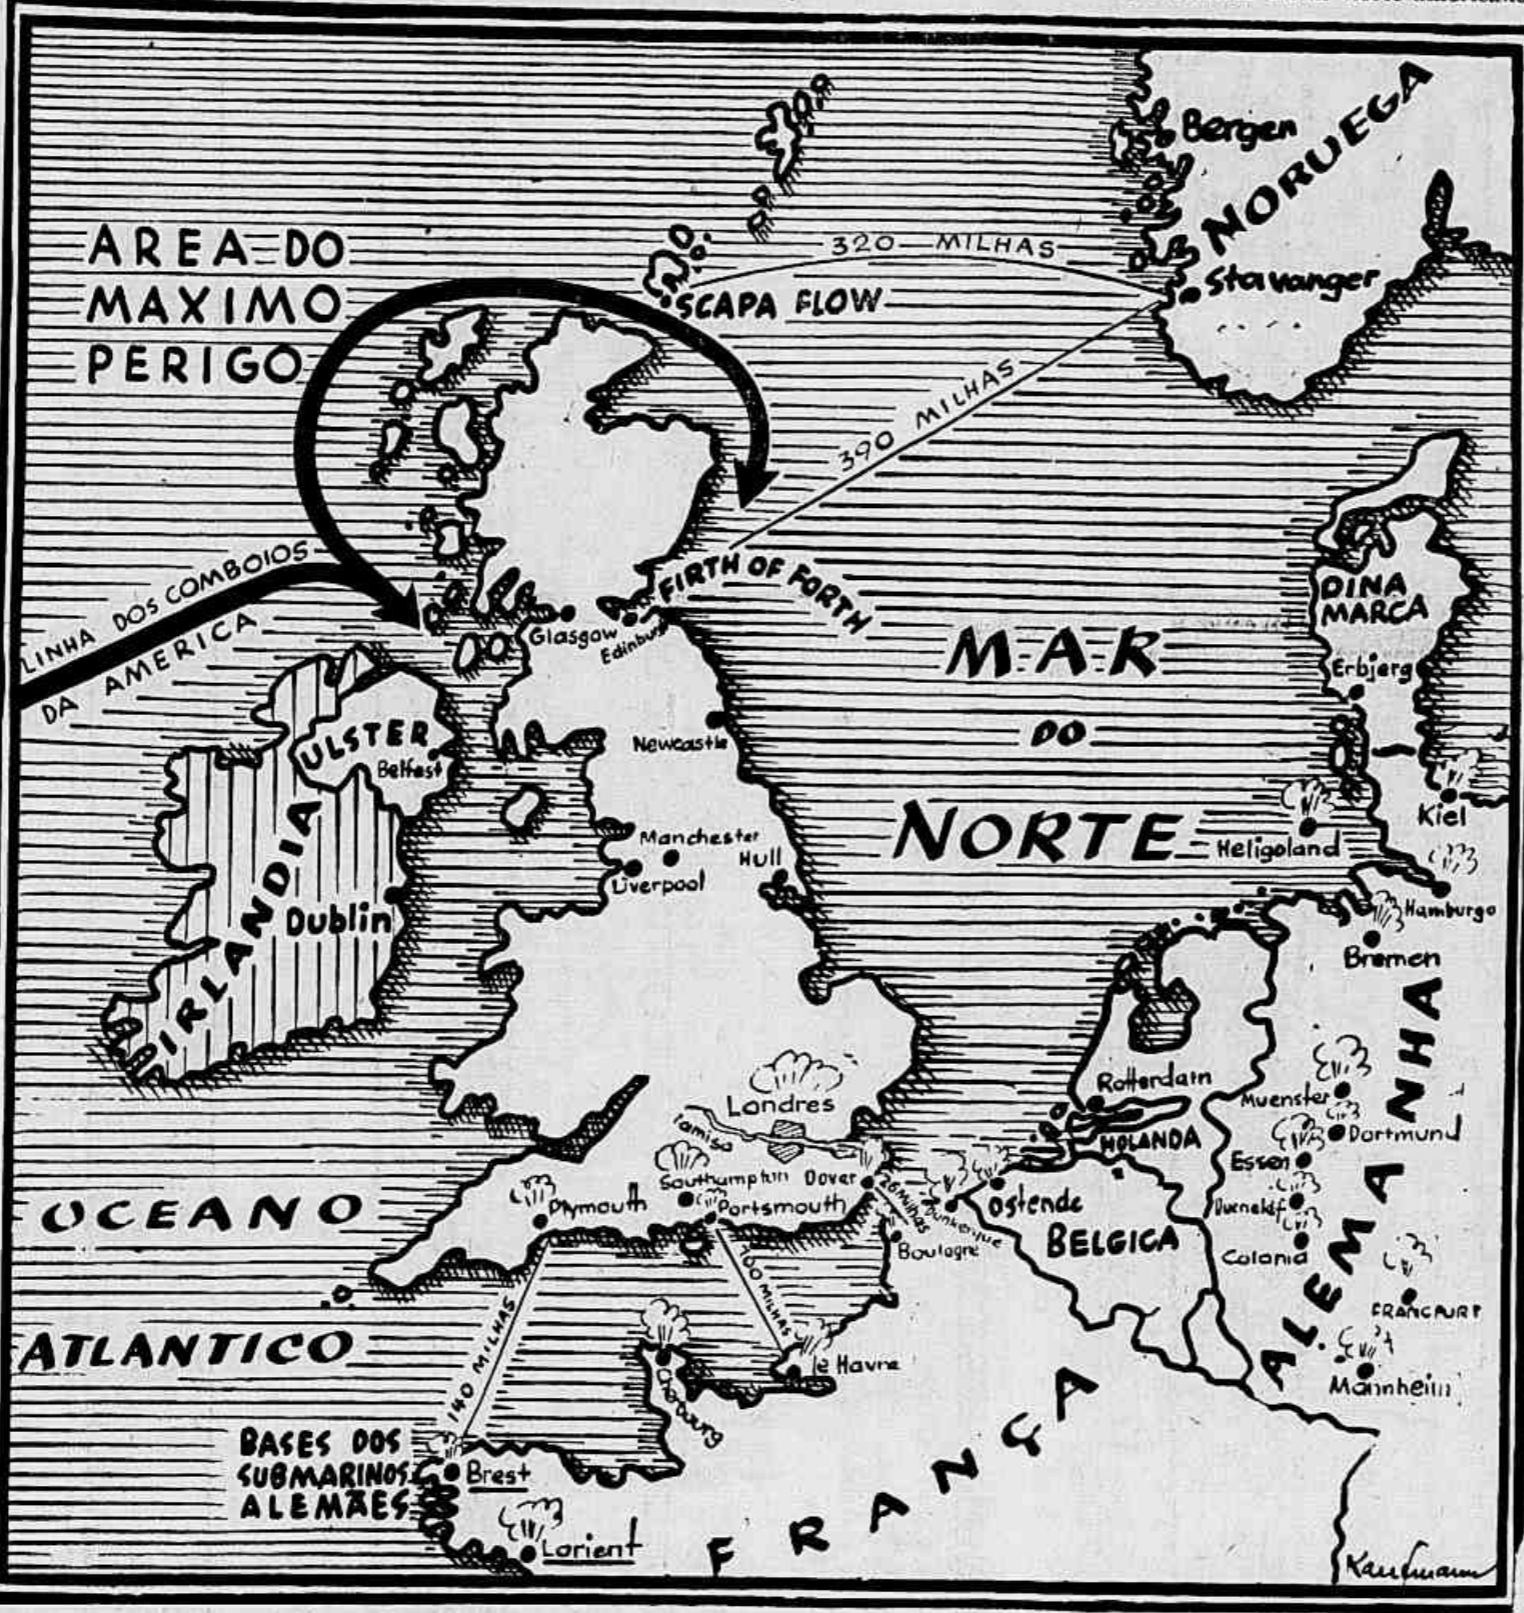 Bergen
NORUEGA
320 MILHAS
AREA DO
MAXIMO
PERIGO
Stavanger
SCAPA FLOW
390 MILHAS
LINHA DOS COMBOIOS
DA AMERICA
FIRTH OF FORTH
Glasgow
Edinburg
DINA
MARCA
MAR
DO
NORTE
Erbjerg
ULSTER
Belfast
Newcastle
Kiel
Heligoland
Manchester
Hull
Liverpool
IRLANDIA
Dublin
Hamburgo
Bremen
ALEMANHA
Rotterdam
Londres
Tamisa
Muenster
Dortmund
HOLANDA
Essen
Southampton
Dover
Plymouth
Portsmouth
26 Milhas
Dunkerque
Ostende
OCEANO
BELGICA
Boulogne
Colonia
100 MILHAS
FRANCFURT
ATLANTICO
140 MILHAS
le Havre
Mannheim
BASES DOS
SUBMARINOS
ALEMÃES
Brest
Lorient
FRANÇA
Kaufmann